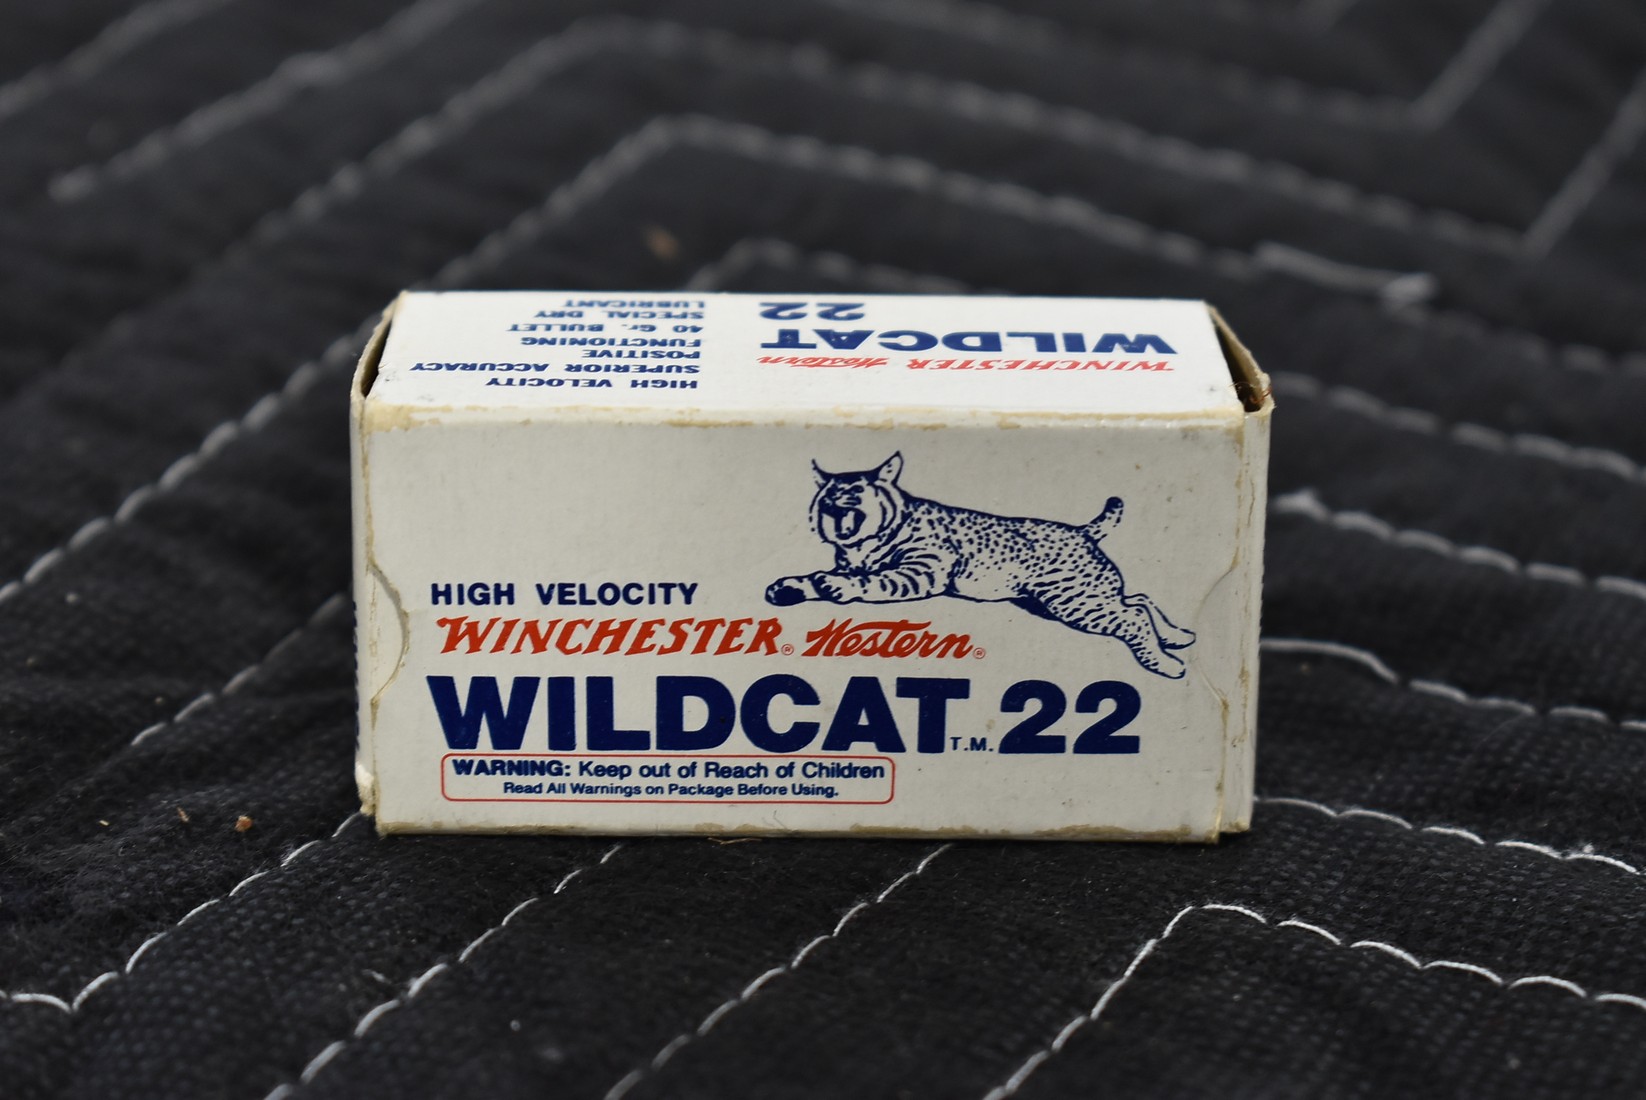 HIGH VELOCITY
SUPERIOR ACCURACY
POSITIVE
FUNCTIONING
40 Gr. BULLET
SPECIAL DRY
LUBRICANT
WINCHESTER Western
WILDCAT
22
HIGH VELOCITY
WINCHESTER® Western®
WILDCAT T.M. 22
WARNING: Keep out of Reach of Children
Read All Warnings on Package Before Using.